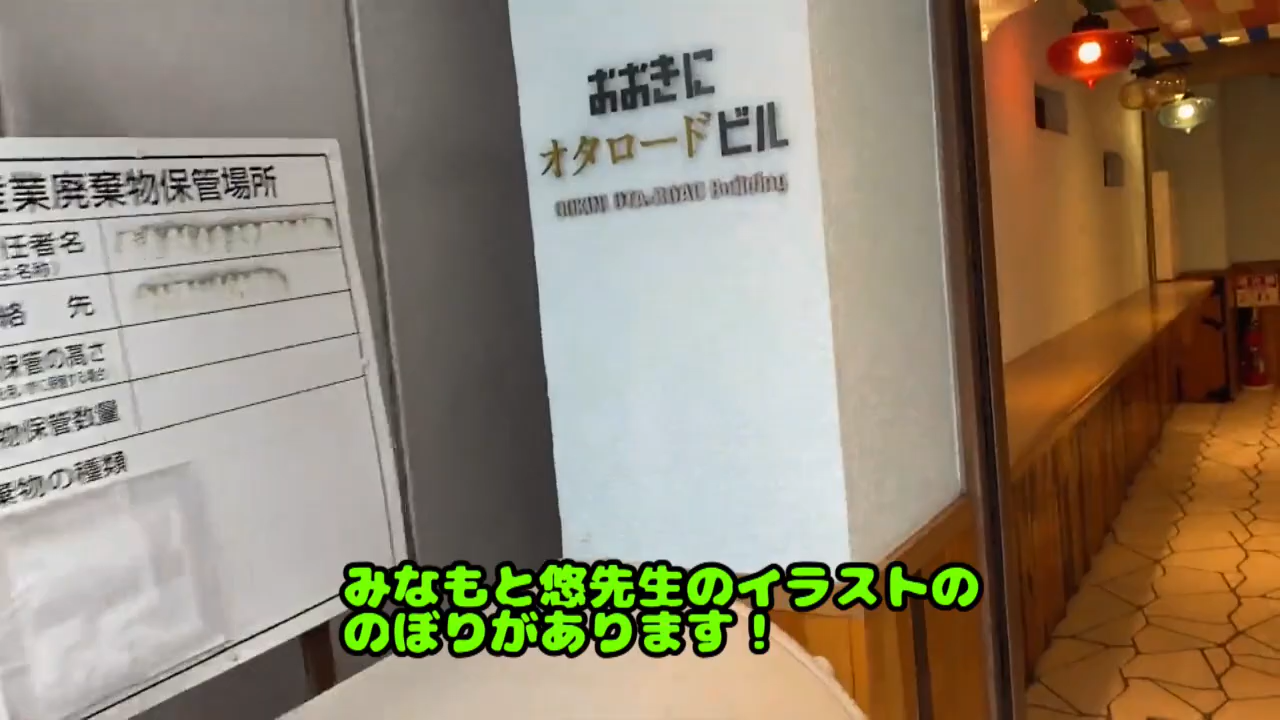 産業廃棄物保管場所
任者名
絡先
保管の高さ
物保管数量
棄物の種類
おおきに
オタロードビル
Building
みなもと悠先生のイラストの
のぼりがあります！